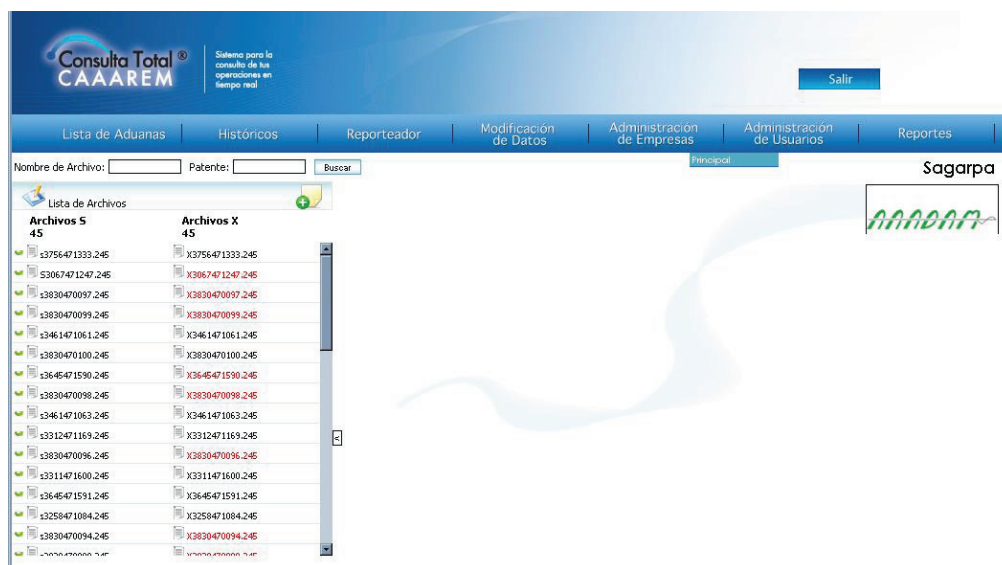 Consulta Total ®
CAAAREM
Sistema para la
consulta de tus
operaciones en
tiempo real
Salir
Lista de Aduanas
Históricos
Reporteador
Modificación
de Datos
Administración
de Empresas
Administración
de Usuarios
Reportes
Nombre de Archivo:
Patente:
Buscar
Principal
Sagarpa
Lista de Archivos
Archivos S Archivos X
45 45
s3756471333.245 X3756471333.245
S3067471247.245 X3067471247.245
s3830470097.245 X3830470097.245
s3830470099.245 X3830470099.245
s3461471061.245 X3461471061.245
s3830470100.245 X3830470100.245
s3645471590.245 X3645471590.245
s3830470098.245 X3830470098.245
s3461471063.245 X3461471063.245
s3312471169.245 X3312471169.245
<
s3830470096.245 X3830470096.245
s3311471600.245 X3311471600.245
s3645471591.245 X3645471591.245
s3258471084.245 X3258471084.245
s3830470094.245 X3830470094.245